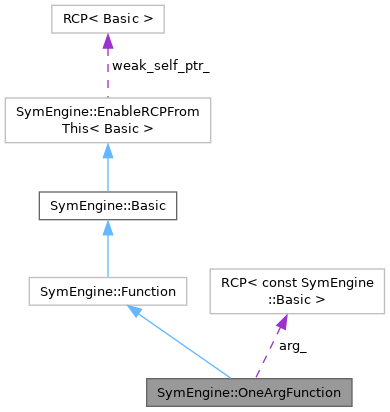 RCP< Basic >
weak_self_ptr_
SymEngine::EnableRCPFrom
This< Basic >
SymEngine::Basic
SymEngine::Function
RCP< const SymEngine
::Basic >
arg_
SymEngine::OneArgFunction